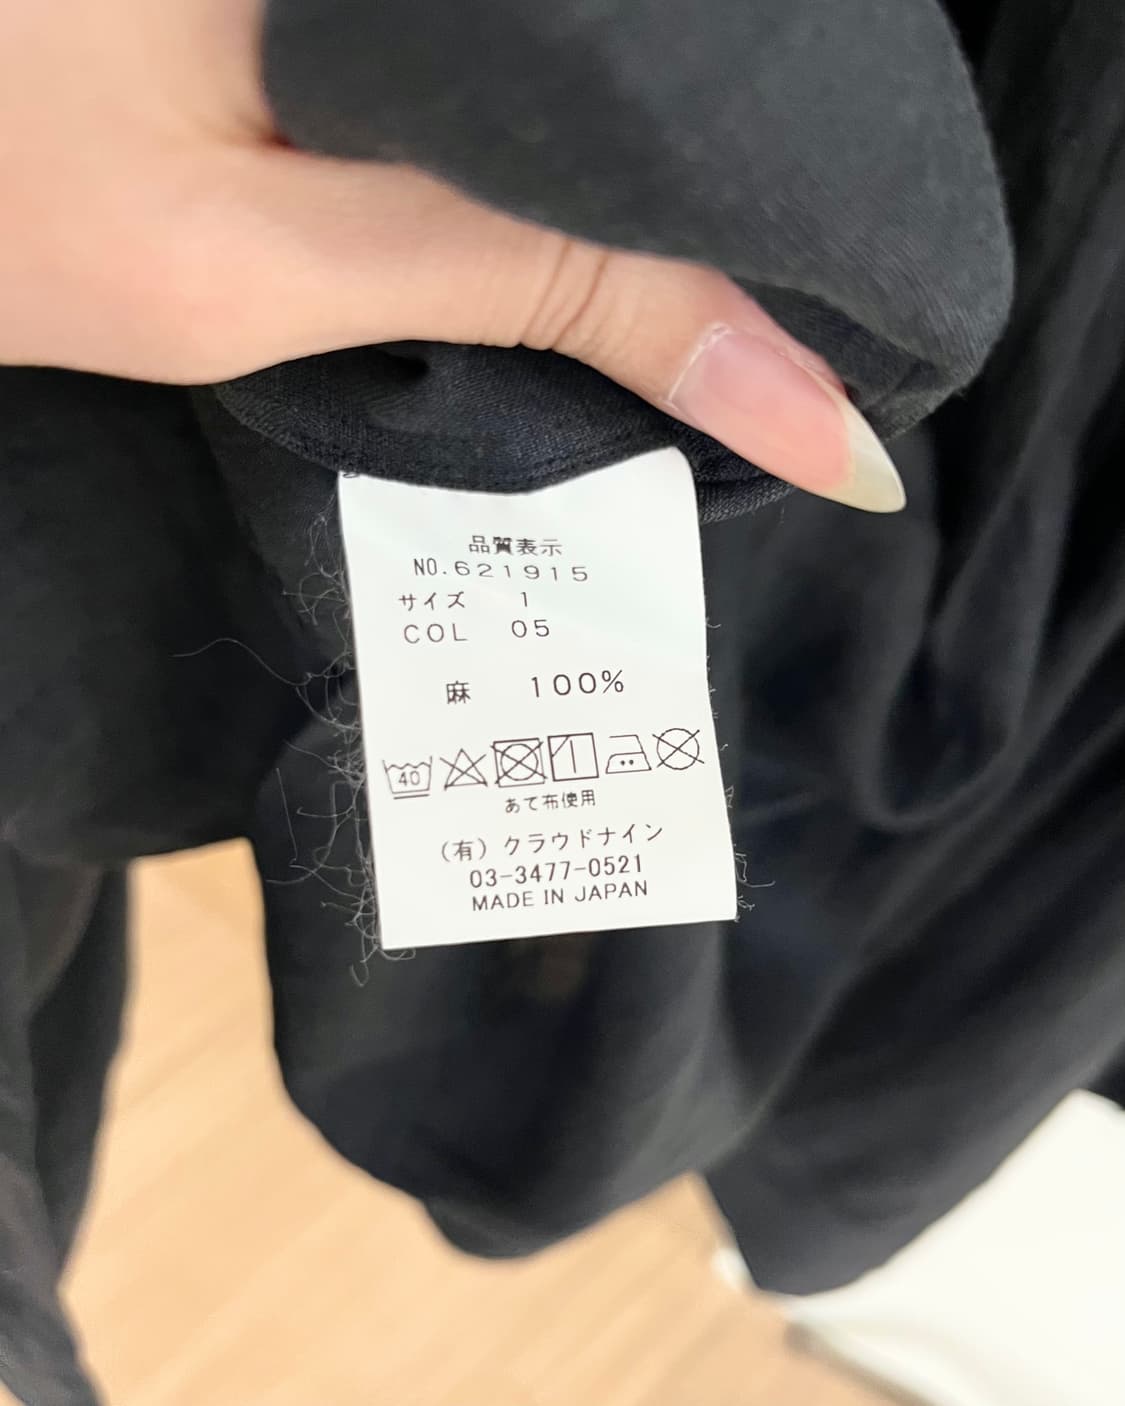 品質表示
NO.621915
サイズ 1
COL 05
麻 100%
40
あて布使用
(有)クラウドナイン
03-3477-0521
MADE IN JAPAN